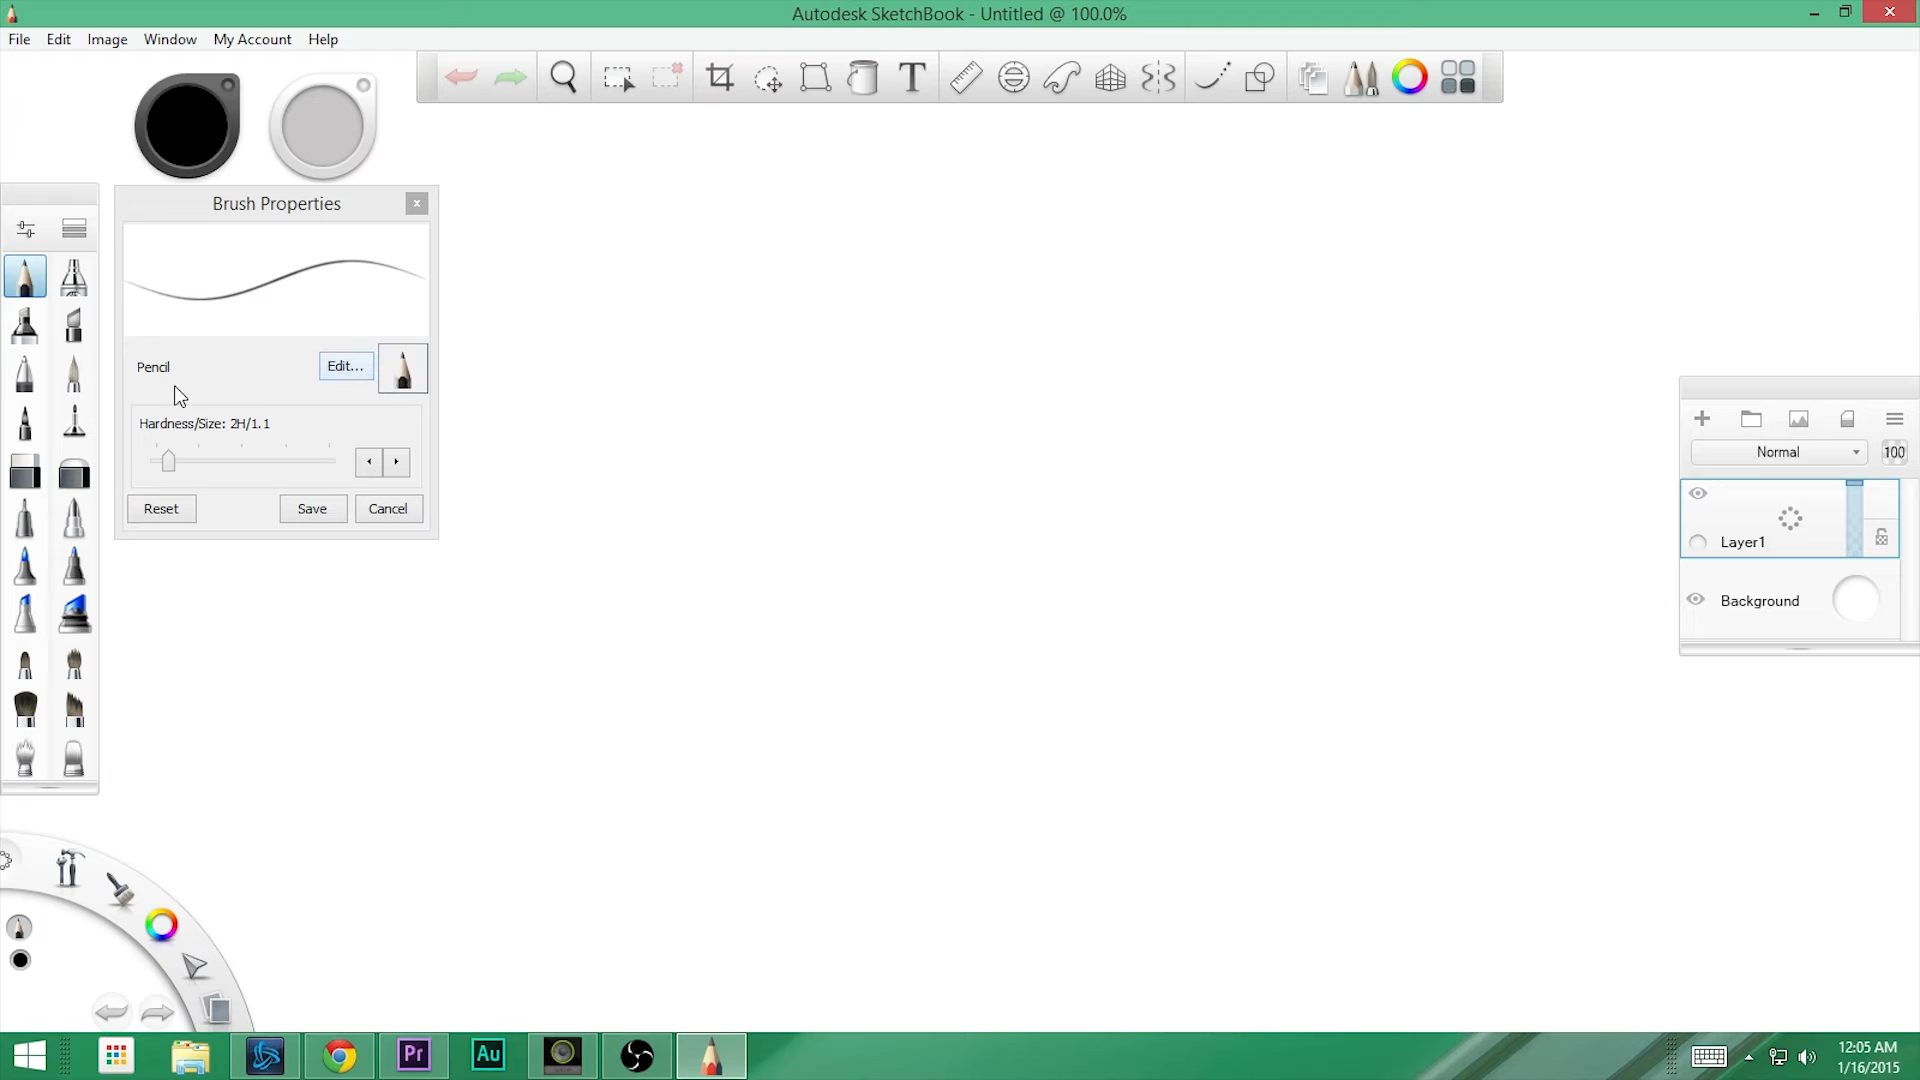 Autodesk SketchBook - Untitled @ 100.0%
File Edit Image Window My Account Help
T
Brush Properties
x
Pencil
Edit...
Hardness/Size: 2H/1.1
Reset Save Cancel
Normal 100
Layer1
Background
Pr Au
12:05 AM
1/16/2015